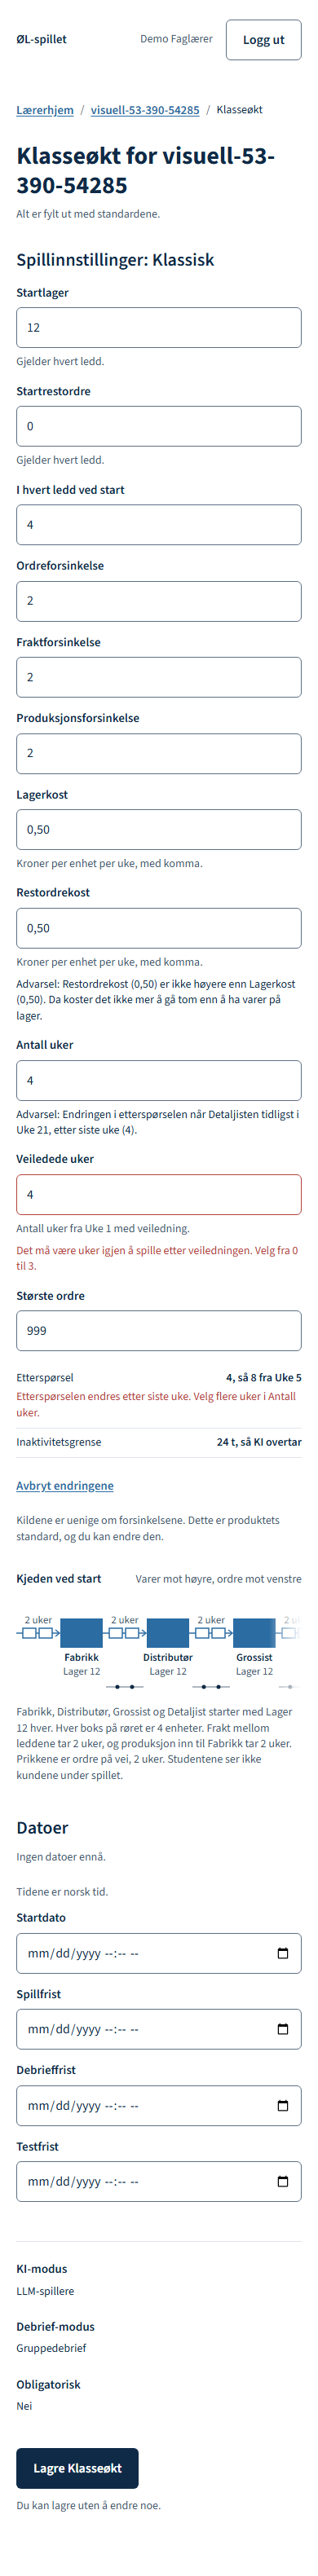 ØL-spillet
Demo Faglærer
Logg ut
Lærerhjem / visuell-53-390-54285 / Klasseøkt
Klasseøkt for visuell-53-
390-54285
Alt er fylt ut med standardene.
Spillinnstillinger: Klassisk
Startlager
12
Gjelder hvert ledd.
Startrestordre
0
Gjelder hvert ledd.
I hvert ledd ved start
4
Ordreforsinkelse
2
Fraktforsinkelse
2
Produksjonsforsinkelse
2
Lagerkost
0,50
Kroner per enhet per uke, med komma.
Restordrekost
0,50
Kroner per enhet per uke, med komma.
Advarsel: Restordrekost (0,50) er ikke høyere enn Lagerkost
(0,50). Da koster det ikke mer å gå tom enn å ha varer på
lager.
Antall uker
4
Advarsel: Endringen i etterspørselen når Detaljisten tidligst i
Uke 21, etter siste uke (4).
Veiledede uker
4
Antall uker fra Uke 1 med veiledning.
Det må være uker igjen å spille etter veiledningen. Velg fra 0
til 3.
Største ordre
999
Etterspørsel 4, så 8 fra Uke 5
Etterspørselen endres etter siste uke. Velg flere uker i Antall
uker.
Inaktivitetsgrense 24 t, så KI overtar
Avbryt endringene
Kildene er uenige om forsinkelsene. Dette er produktets
standard, og du kan endre den.
Kjeden ved start Varer mot høyre, ordre mot venstre
2 uker 2 uker 2 uker 2 u
Fabrikk Distributør Grossist
Lager 12 Lager 12 Lager 12
Fabrikk, Distributør, Grossist og Detaljist starter med Lager
12 hver. Hver boks på røret er 4 enheter. Frakt mellom
leddene tar 2 uker, og produksjon inn til Fabrikk tar 2 uker.
Prikkene er ordre på vei, 2 uker. Studentene ser ikke
kundene under spillet.
Datoer
Ingen datoer ennå.
Tidene er norsk tid.
Startdato
mm/dd/yyyy --:-- --
Spillfrist
mm/dd/yyyy --:-- --
Debrieffrist
mm/dd/yyyy --:-- --
Testfrist
mm/dd/yyyy --:-- --
KI-modus
LLM-spillere
Debrief-modus
Gruppedebrief
Obligatorisk
Nei
Lagre Klasseøkt
Du kan lagre uten å endre noe.